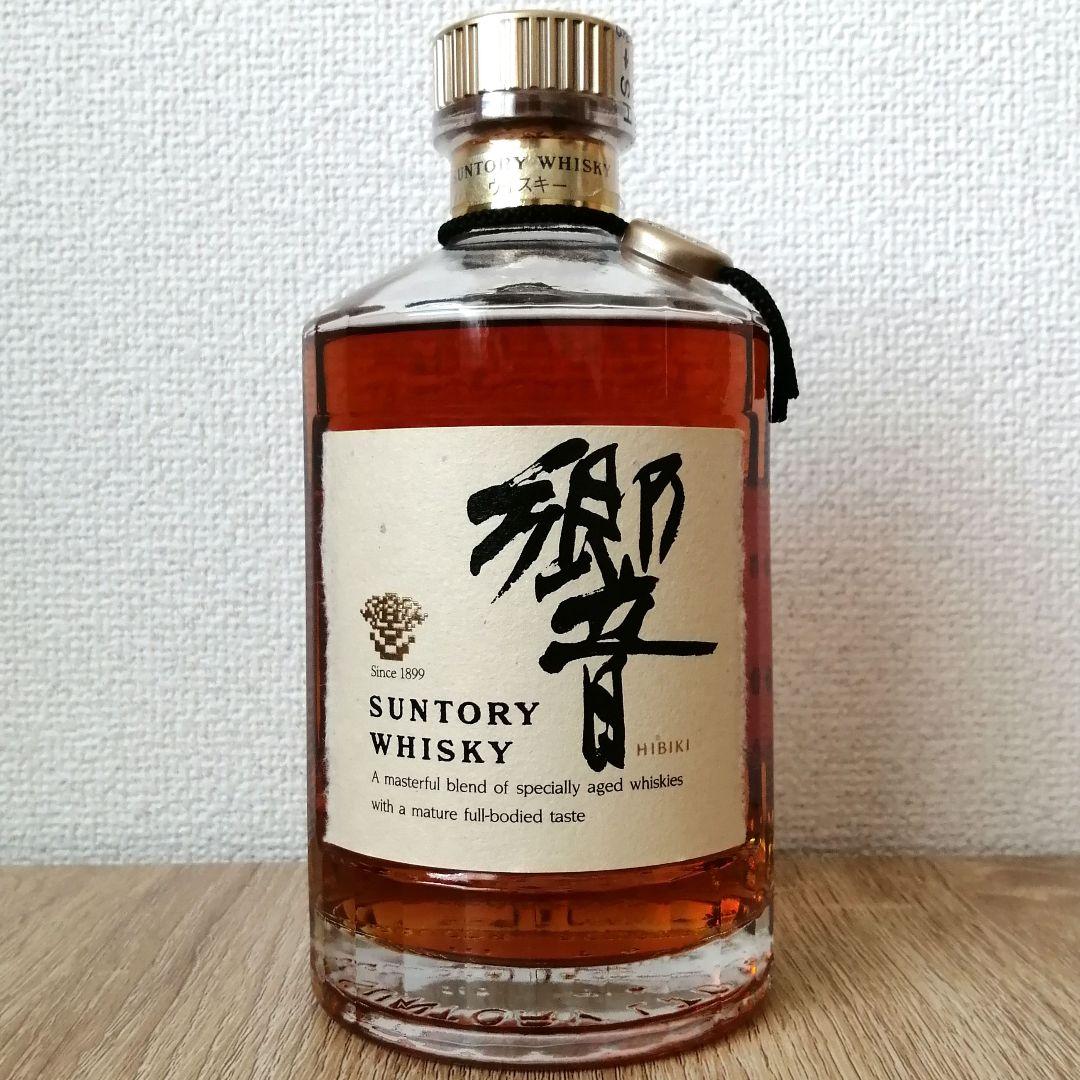 SUNTORY WHISKY
ウイスキー
響
Since 1899
SUNTORY
WHISKY
HIBIKI
A masterful blend of specially aged whiskies
with a mature full-bodied taste